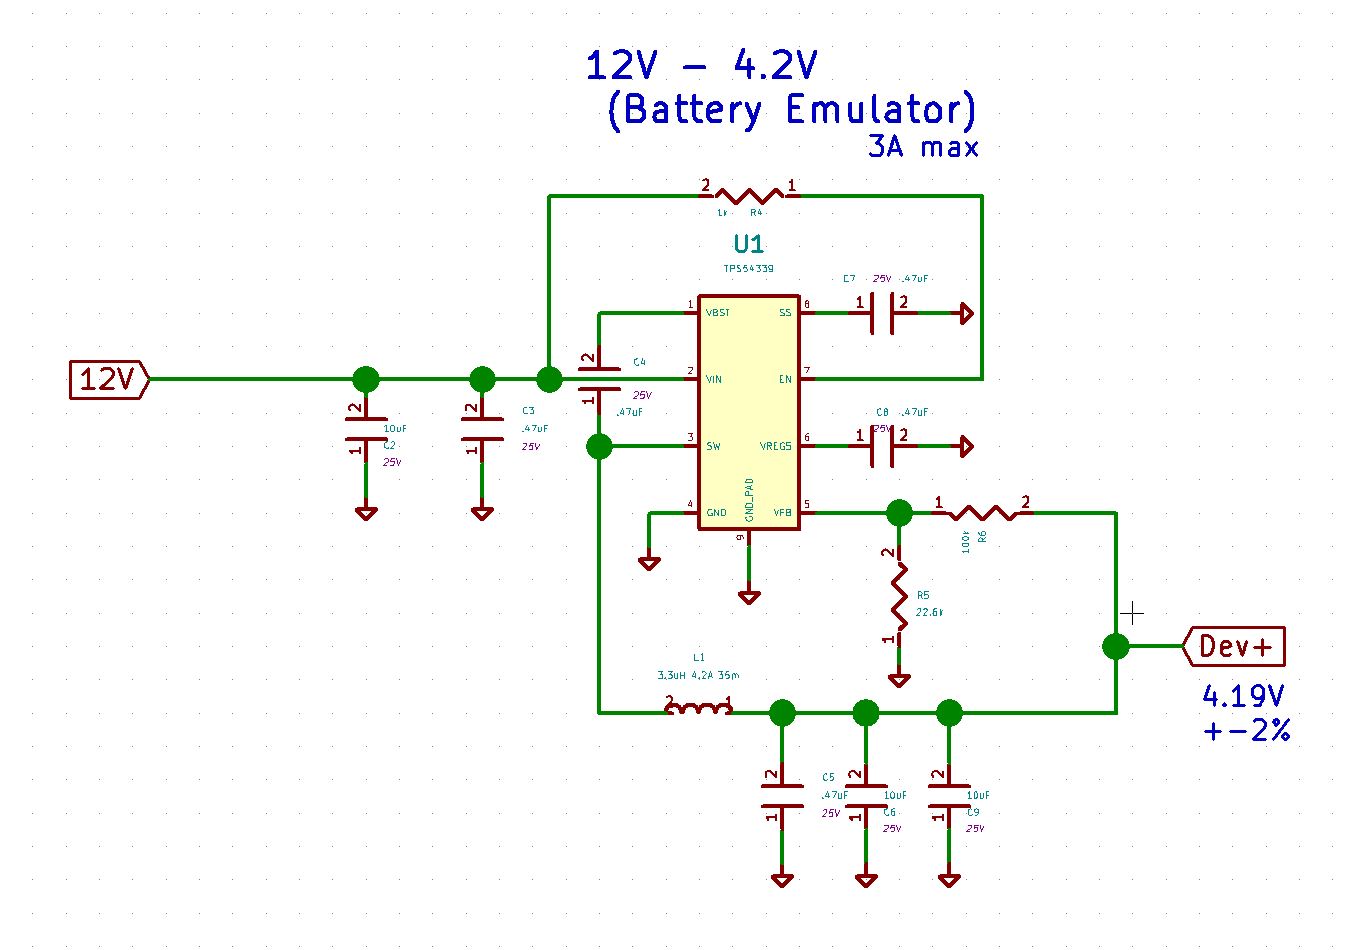 12V - 4.2V
(Battery Emulator)
3A max
2 1
1k R4
U1
TPS54339
C7 25V .47uF
1 VBST
SS 8
1 2
12V
2 C4 25V .47uF 1
2 VIN
EN 7
2 10uF C2 25V 1
2 C3 .47uF 25V 1
C8 .47uF
25V
1 2
3 SW
VREG5 6
4 GND
GND_PAD 9
VFB 5
1 2
100k R6
2 R5 22.6k 1
Dev+
4.19V
+-2%
L1
3.3uH 4.2A 35m
2 1
2 C5 .47uF 25V 1
2 10uF C6 25V 1
2 10uF C9 25V 1